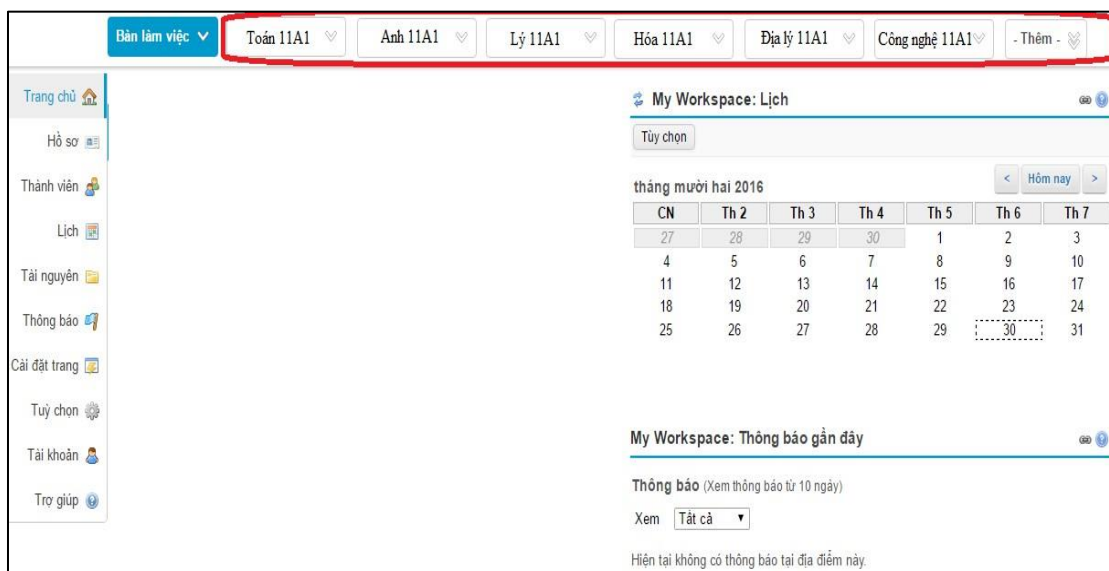 Bàn làm việc
Toán 11A1
Anh 11A1
Lý 11A1
Hóa 11A1
Địa lý 11A1
Công nghệ 11A1
- Thêm -
Trang chủ
Hồ sơ
Thành viên
Lịch
Tài nguyên
Thông báo
Cài đặt trang
Tuỳ chọn
Tài khoản
Trợ giúp
My Workspace: Lịch
Tùy chọn
tháng mười hai 2016
< Hôm nay >
CN Th 2 Th 3 Th 4 Th 5 Th 6 Th 7
27 28 29 30 1 2 3
4 5 6 7 8 9 10
11 12 13 14 15 16 17
18 19 20 21 22 23 24
25 26 27 28 29 30 31
My Workspace: Thông báo gần đây
Thông báo (Xem thông báo từ 10 ngày)
Xem Tất cả
Hiện tại không có thông báo tại địa điểm này.